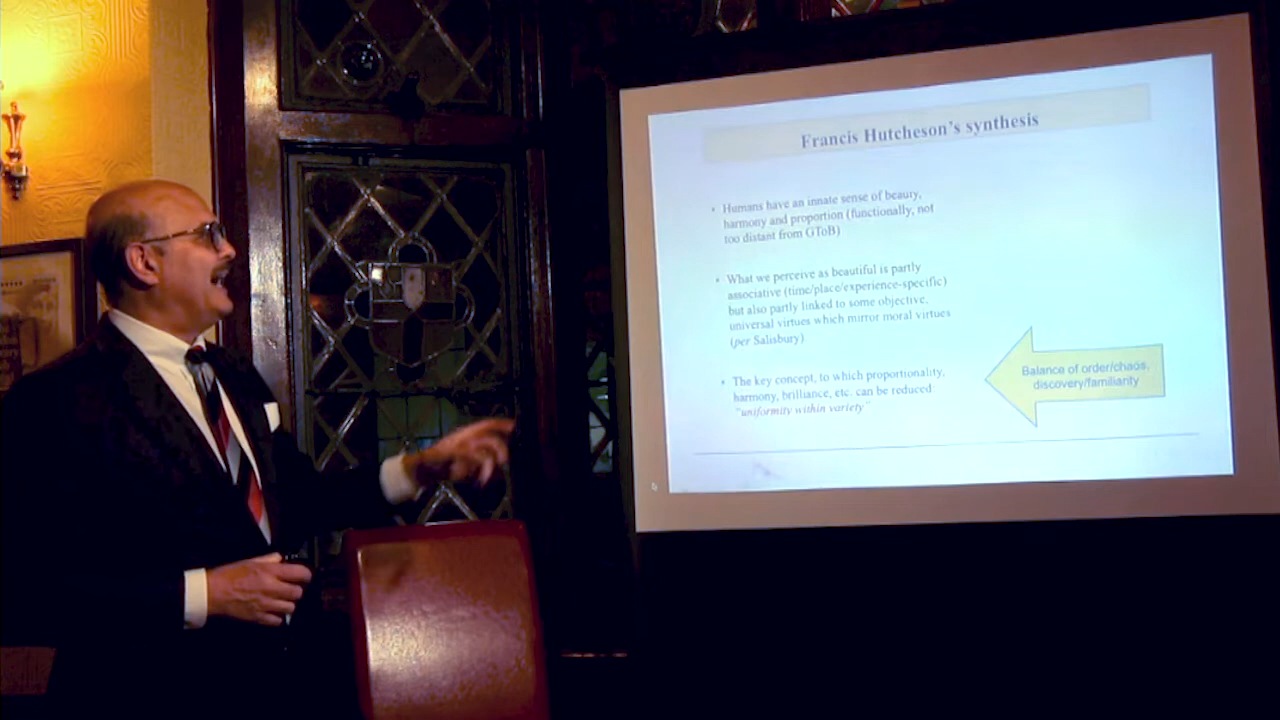 Francis Hutcheson's synthesis
• Humans have an innate sense of beauty,
harmony and proportion (functionally, not
too distant from GToB)
• What we perceive as beautiful is partly
associative (time/place/experience-specific)
but also partly linked to some objective,
universal virtues which mirror moral virtues
(per Salisbury)
• The key concept, to which proportionality,
harmony, brilliance, etc. can be reduced
"uniformity within variety"
Balance of order/chaos,
discovery/familiarity